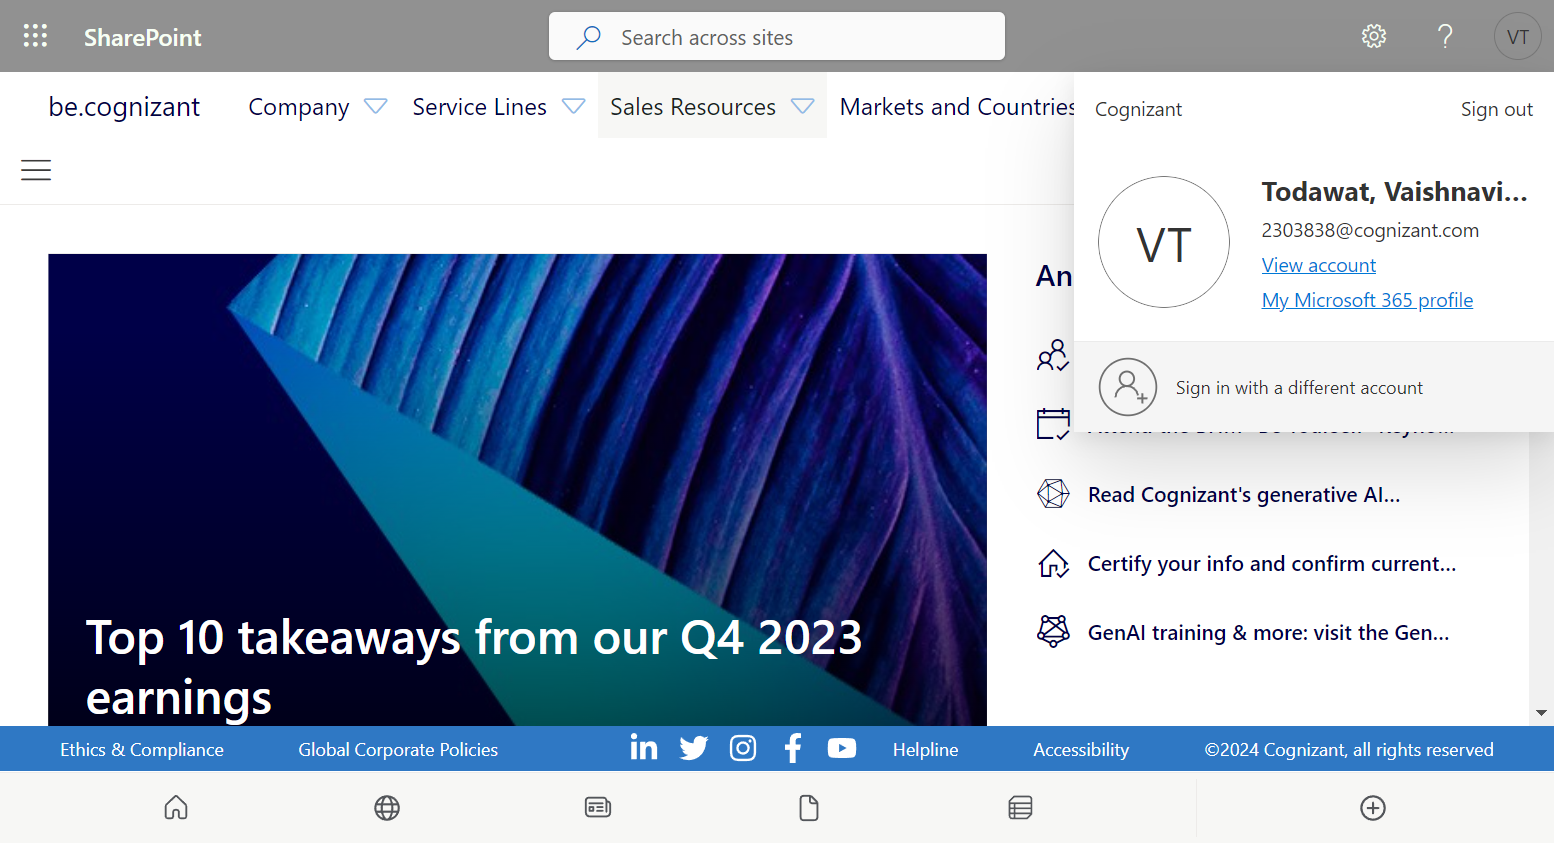 SharePoint
Search across sites
VT
be.cognizant
Company
Service Lines
Sales Resources
Markets and Countries
Cognizant
Sign out
VT
Todawat, Vaishnavi...
2303838@cognizant.com
View account
My Microsoft 365 profile
Sign in with a different account
An
Read Cognizant's generative AI...
Certify your info and confirm current...
GenAI training & more: visit the Gen...
Top 10 takeaways from our Q4 2023
earnings
Ethics & Compliance
Global Corporate Policies
Helpline
Accessibility
©2024 Cognizant, all rights reserved